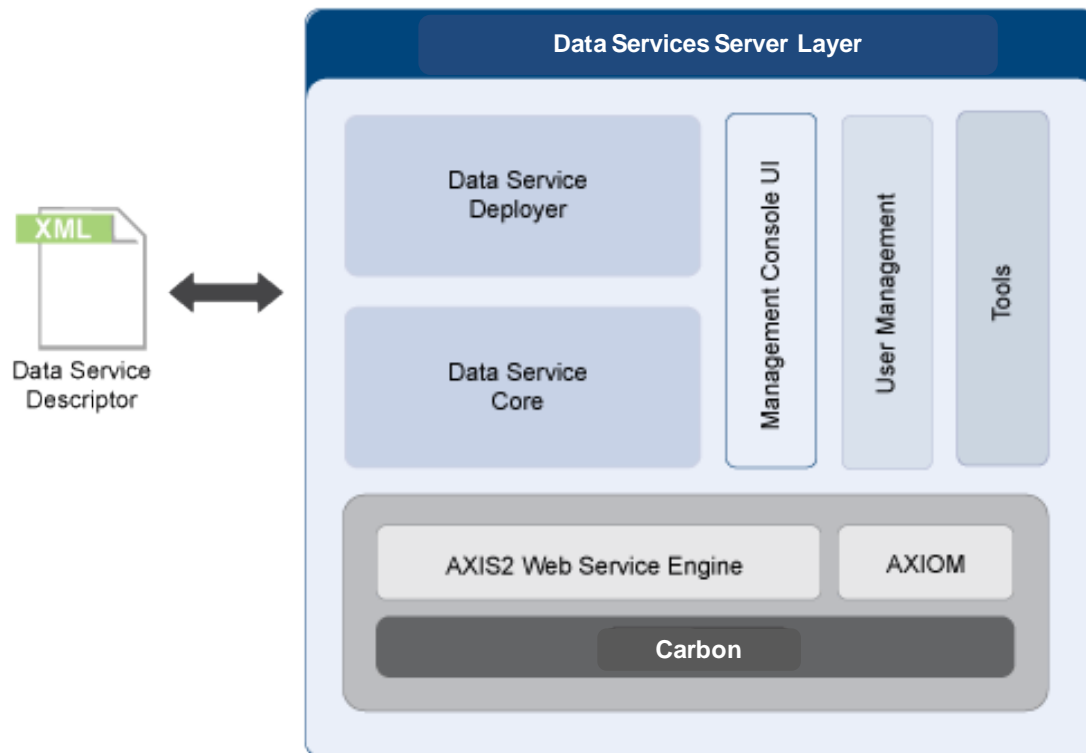 Data Services Server Layer
XML
Data Service
Descriptor
Data Service
Deployer
Data Service
Core
Management Console UI
User Management
Tools
AXIS2 Web Service Engine
AXIOM
Carbon